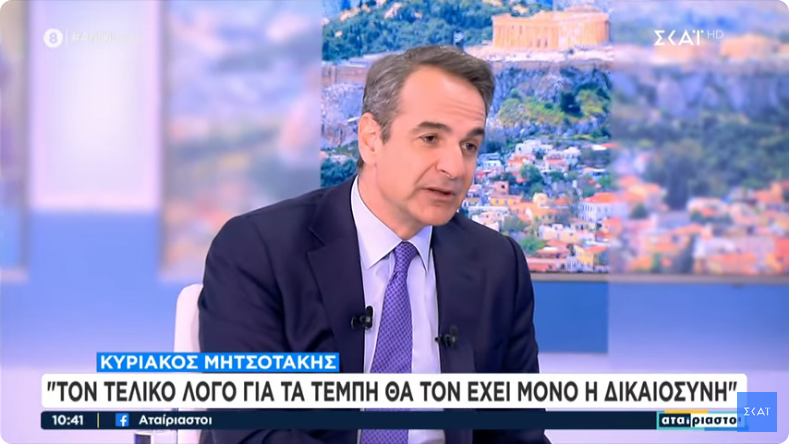 8
ΣΚΑΪ HD
ΚΥΡΙΑΚΟΣ ΜΗΤΣΟΤΑΚΗΣ
"ΤΟΝ ΤΕΛΙΚΟ ΛΟΓΟ ΓΙΑ ΤΑ ΤΕΜΠΗ ΘΑ ΤΟΝ ΕΧΕΙ ΜΟΝΟ Η ΔΙΚΑΙΟΣΥΝΗ"
10:41 Αταίριαστοι αταίριαστοι ΣΚΑΪ